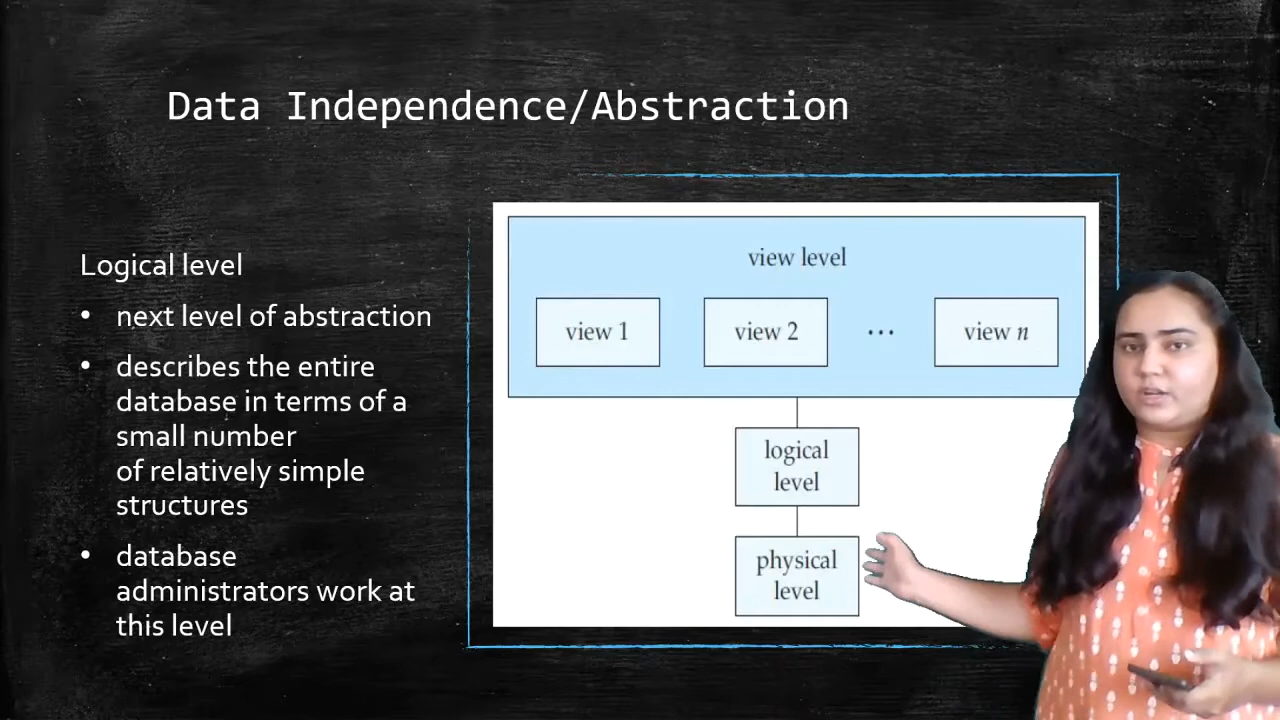 Data Independence/Abstraction
Logical level
• next level of abstraction
• describes the entire
database in terms of a
small number
of relatively simple
structures
• database
administrators work at
this level
view level
view 1
view 2
...
view n
logical
level
physical
level